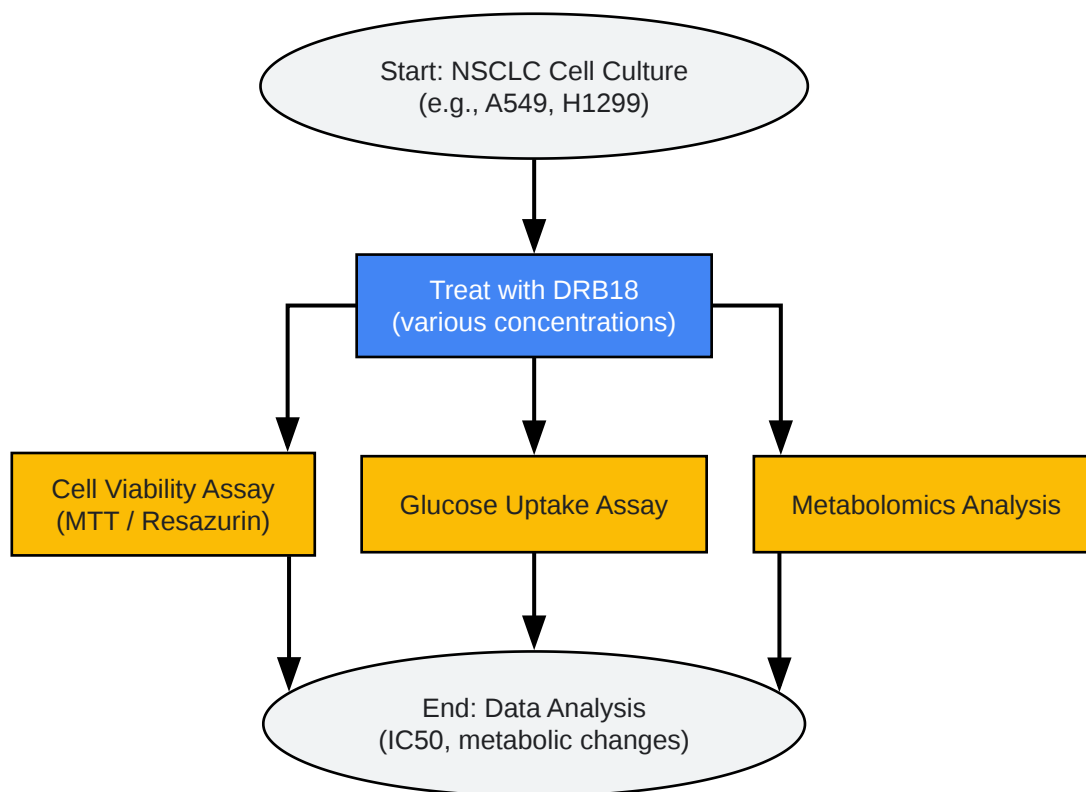 Start: NSCLC Cell Culture
(e.g., A549, H1299)
Treat with DRB18
(various concentrations)
Cell Viability Assay
(MTT / Resazurin)
Glucose Uptake Assay
Metabolomics Analysis
End: Data Analysis
(IC50, metabolic changes)